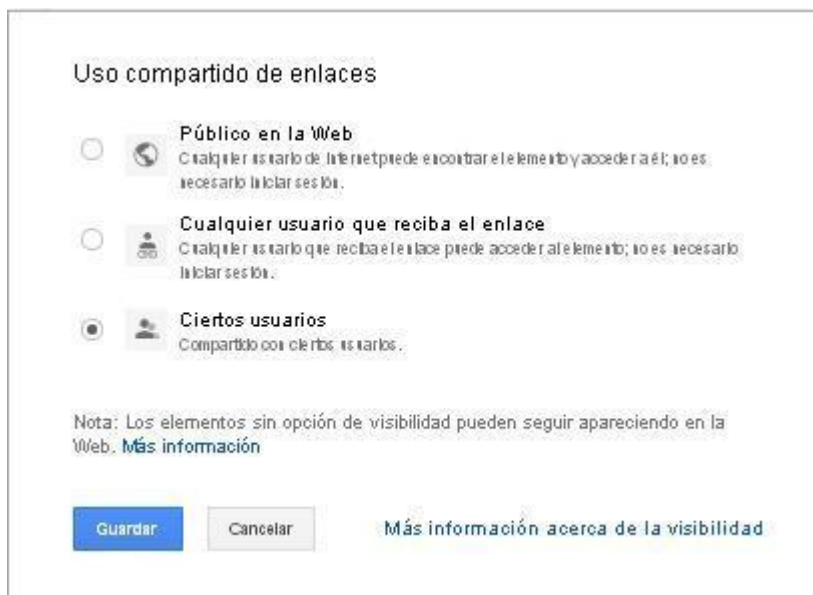 Uso compartido de enlaces
Público en la Web
Cualquier usuario de Internet puede encontrar el elemento y acceder a él; no es
necesario iniciar sesión.
Cualquier usuario que reciba el enlace
Cualquier usuario que reciba el enlace puede acceder al elemento; no es necesario
iniciar sesión.
Ciertos usuarios
Compartido con ciertos usuarios.
Nota: Los elementos sin opción de visibilidad pueden seguir apareciendo en la
Web. Más información
Guardar
Cancelar
Más información acerca de la visibilidad